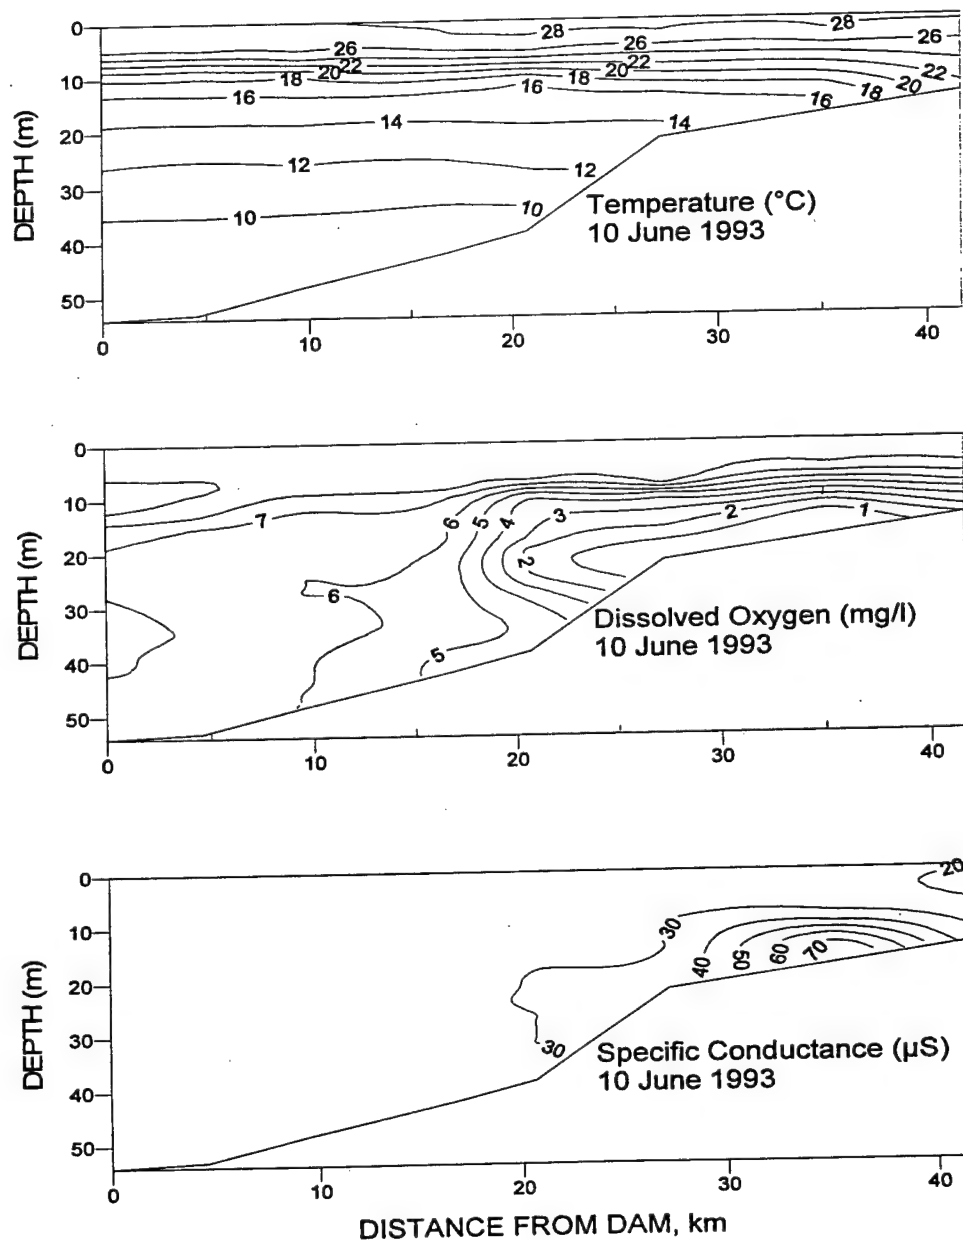 0
10
20
30
40
50
DEPTH (m)
28 28
26 26 26
22 22 22
20 20 20
18 18 18
16 16 16
14 14
12 12
10 10
Temperature (°C)
10 June 1993
0 10 20 30 40
0
10
20
30
40
50
DEPTH (m)
7 6 5 4 3 2 1
2
6
5
Dissolved Oxygen (mg/l)
10 June 1993
0 10 20 30 40
0
10
20
30
40
50
DEPTH (m)
20
30 40 50 60 70
30
Specific Conductance (µS)
10 June 1993
0 10 20 30 40
DISTANCE FROM DAM, km